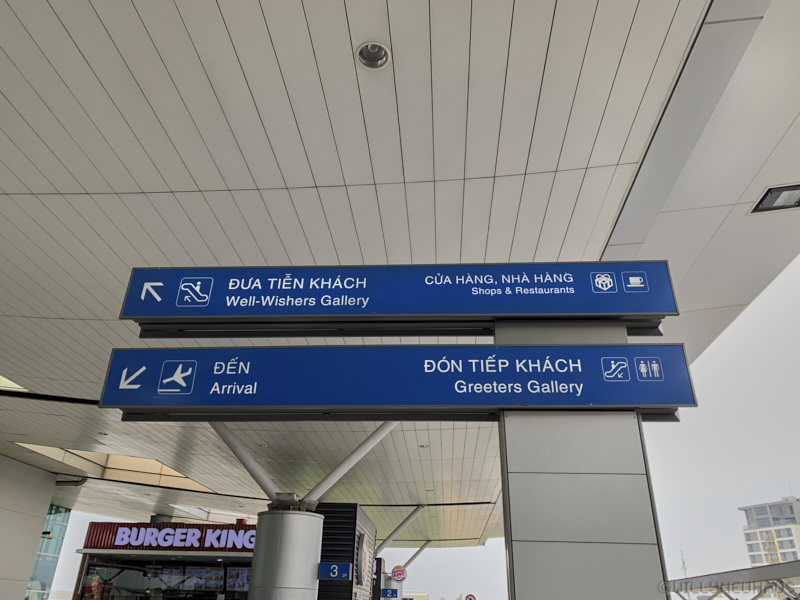 ĐƯA TIỄN KHÁCH
Well-Wishers Gallery
CỬA HÀNG, NHÀ HÀNG
Shops & Restaurants
ĐẾN
Arrival
ĐÓN TIẾP KHÁCH
Greeters Gallery
BURGER KING
3
2